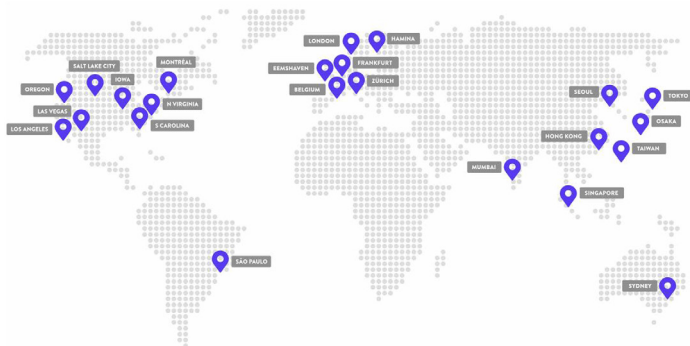 LONDON
HAMINA
MONTRÉAL
SALT LAKE CITY
FRANKFURT
EEMSHAVEN
IOWA
ZÜRICH
OREGON
BELGIUM
SEOUL
TOKYO
N VIRGINIA
LAS VEGAS
OSAKA
S CAROLINA
LOS ANGELES
HONG KONG
TAIWAN
MUMBAI
SINGAPORE
SÃO PAULO
SYDNEY